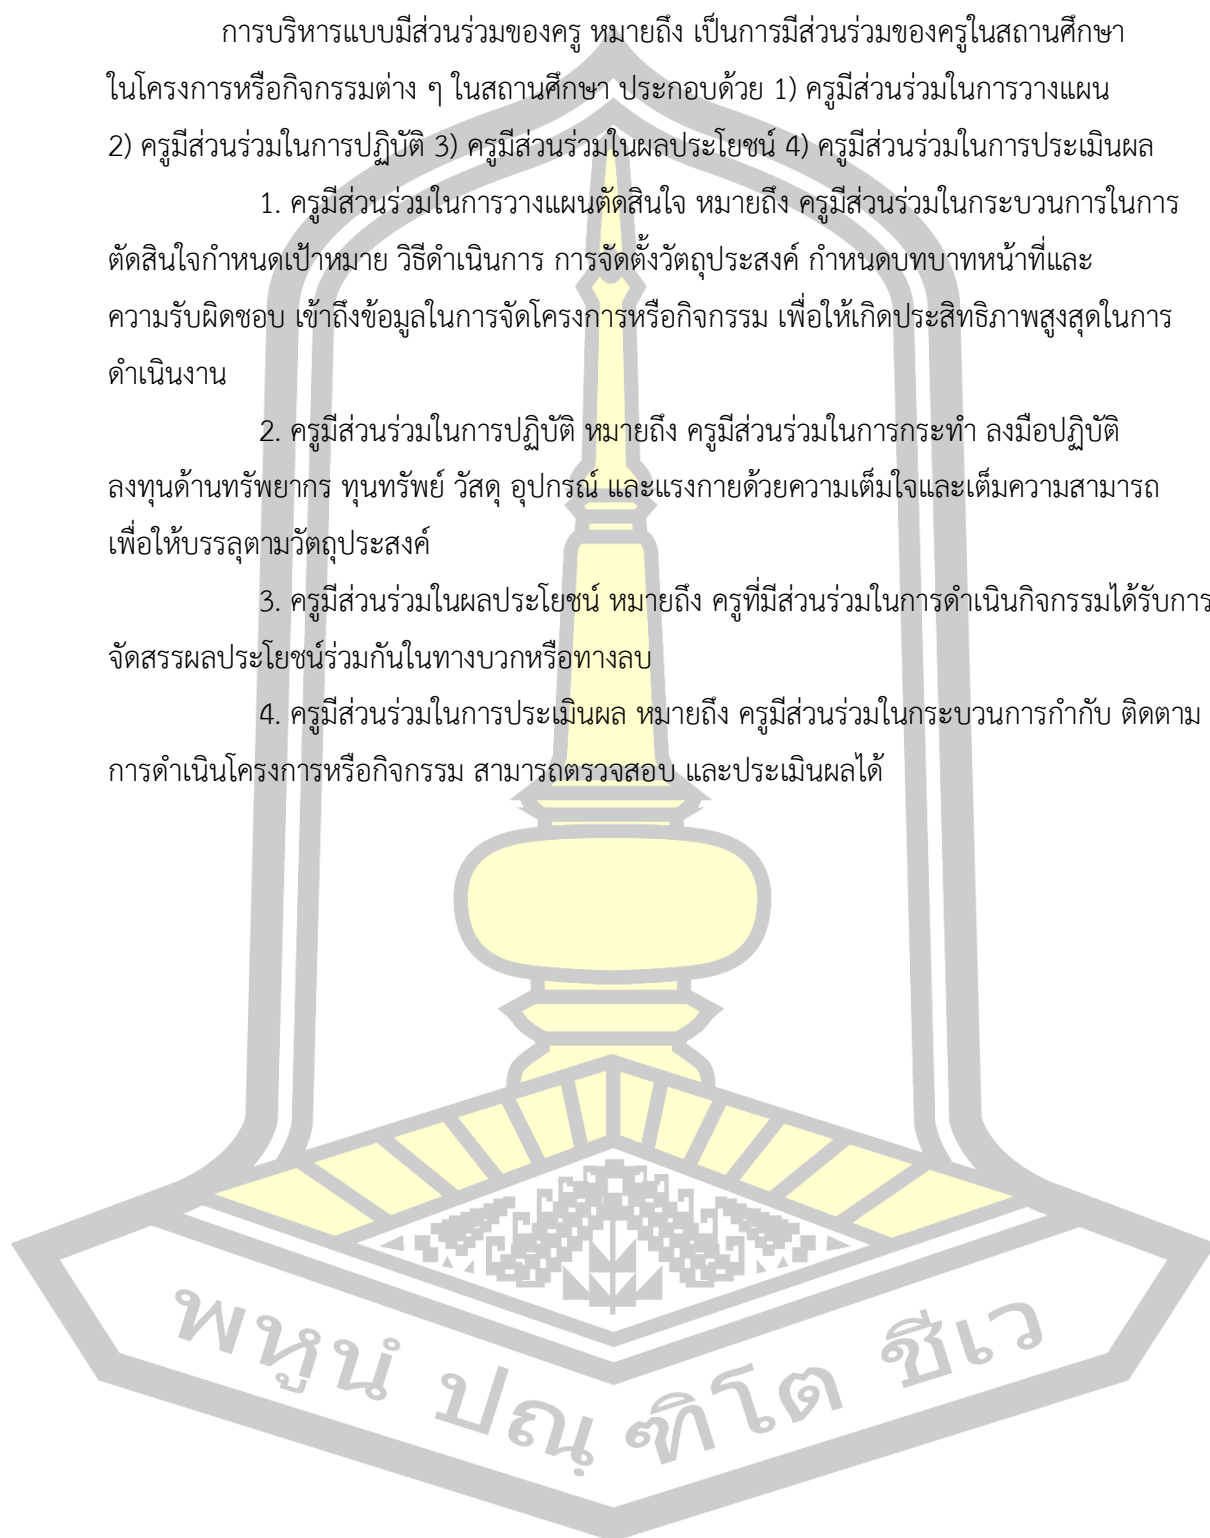 การบริหารแบบมีส่วนร่วมของครู หมายถึง เป็นการมีส่วนร่วมของครูในสถานศึกษา
ในโครงการหรือกิจกรรมต่าง ๆ ในสถานศึกษา ประกอบด้วย 1) ครูมีส่วนร่วมในการวางแผน
2) ครูมีส่วนร่วมในการปฏิบัติ 3) ครูมีส่วนร่วมในผลประโยชน์ 4) ครูมีส่วนร่วมในการประเมินผล
1. ครูมีส่วนร่วมในการวางแผนตัดสินใจ หมายถึง ครูมีส่วนร่วมในกระบวนการในการ
ตัดสินใจกำหนดเป้าหมาย วิธีดำเนินการ การจัดตั้งวัตถุประสงค์ กำหนดบทบาทหน้าที่และ
ความรับผิดชอบ เข้าถึงข้อมูลในการจัดโครงการหรือกิจกรรม เพื่อให้เกิดประสิทธิภาพสูงสุดในการ
ดำเนินงาน
2. ครูมีส่วนร่วมในการปฏิบัติ หมายถึง ครูมีส่วนร่วมในการกระทำ ลงมือปฏิบัติ
ลงทุนด้านทรัพยากร ทุนทรัพย์ วัสดุ อุปกรณ์ และแรงกายด้วยความเต็มใจและเต็มความสามารถ
เพื่อให้บรรลุตามวัตถุประสงค์
3. ครูมีส่วนร่วมในผลประโยชน์ หมายถึง ครูที่มีส่วนร่วมในการดำเนินกิจกรรมได้รับการ
จัดสรรผลประโยชน์ร่วมกันในทางบวกหรือทางลบ
4. ครูมีส่วนร่วมในการประเมินผล หมายถึง ครูมีส่วนร่วมในกระบวนการกำกับ ติดตาม
การดำเนินโครงการหรือกิจกรรม สามารถตรวจสอบ และประเมินผลได้
พหูนํ ปณฺฑิโต ชีเว